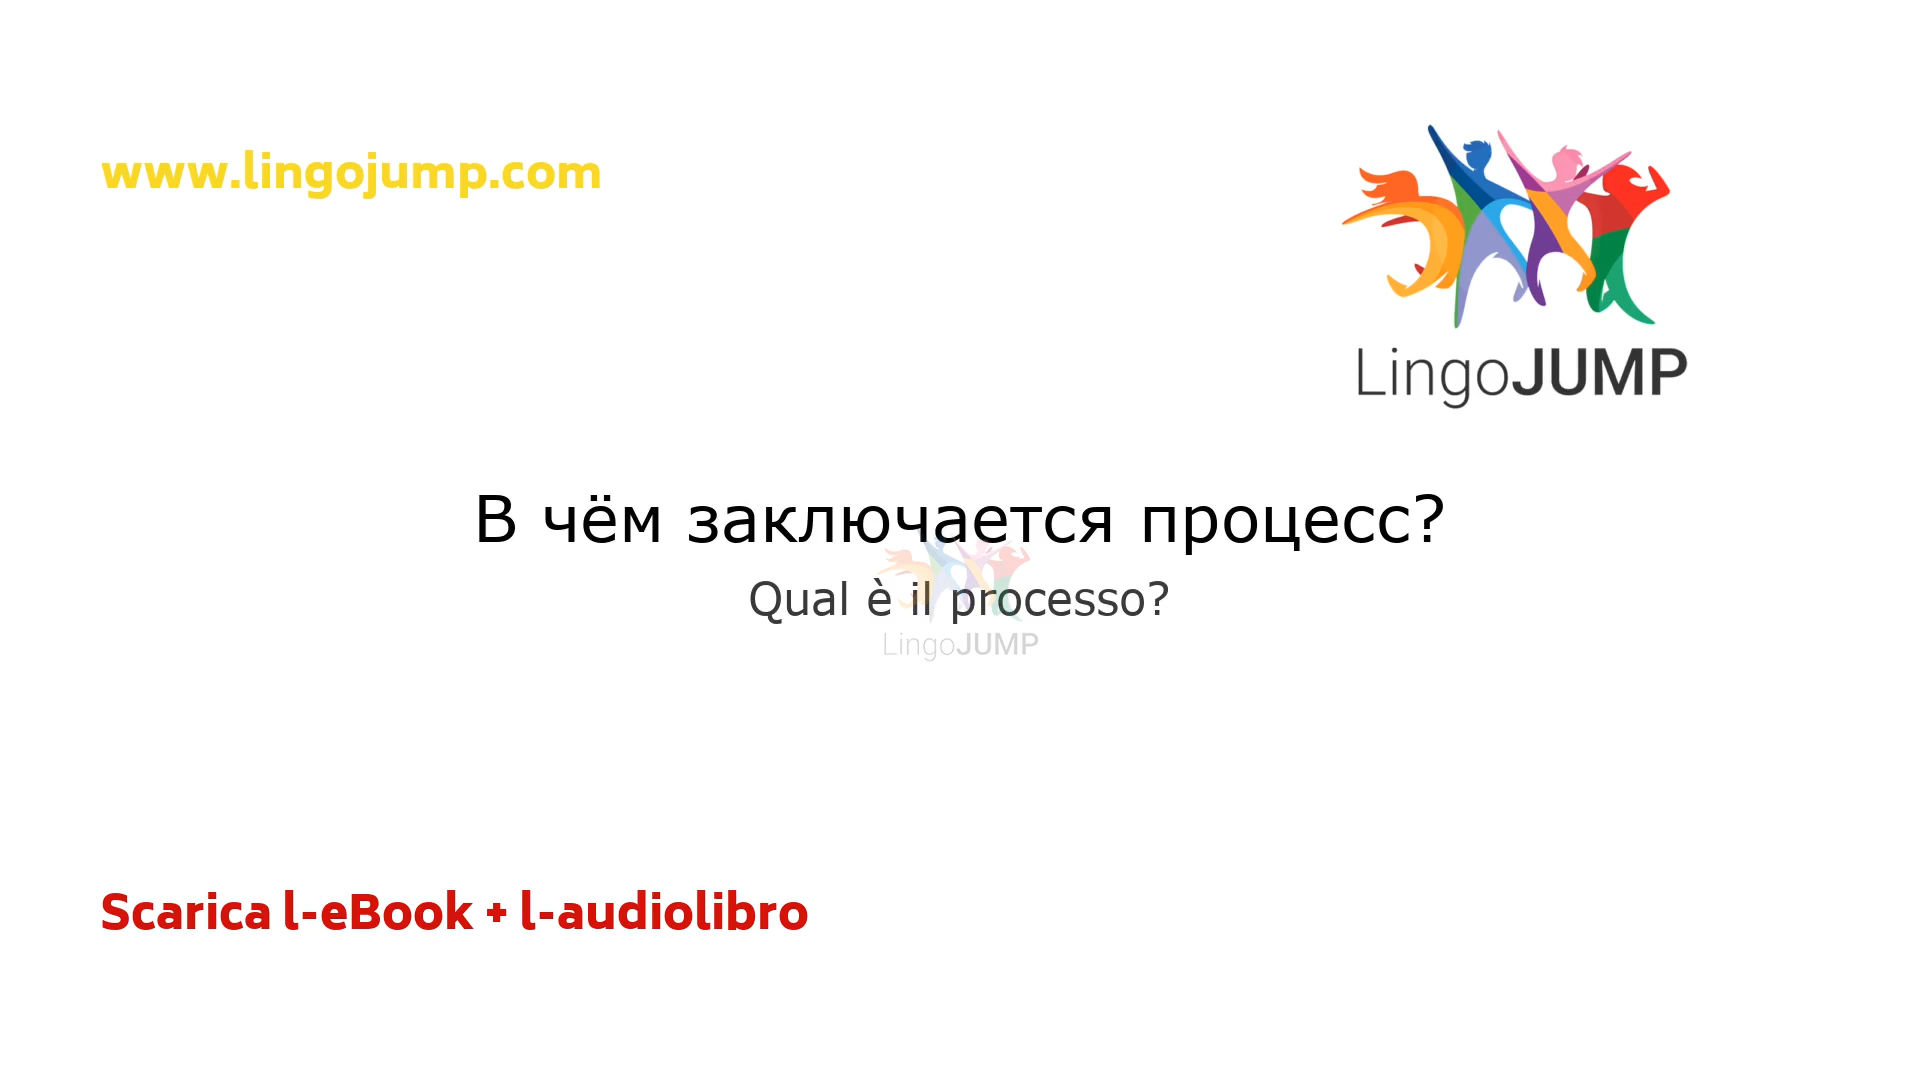 www.lingojump.com
LingoJUMP
В чём заключается процесс?
Qual è il processo?
LingoJUMP
Scarica l-eBook + l-audiolibro